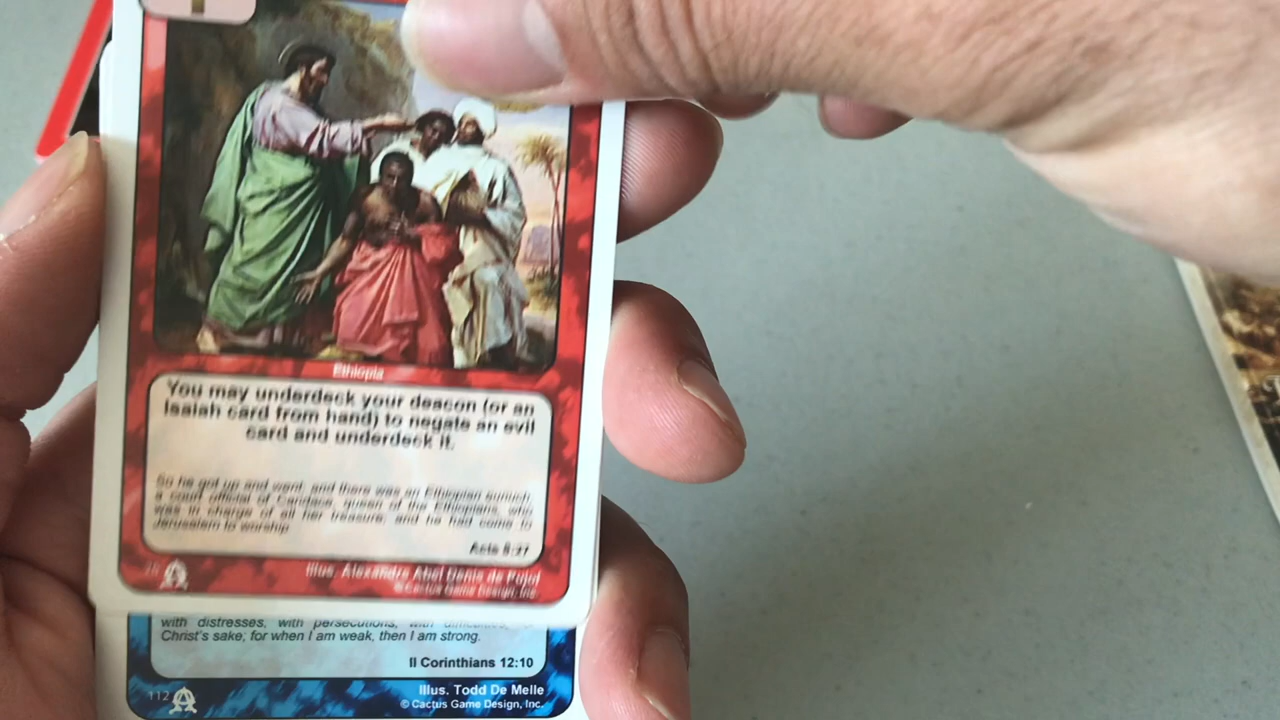 Ethiopia
You may underdeck your deacon (or an
Isaiah card from hand) to negate an evil
card and underdeck it.
So he got up and went; and there was an Ethiopian eunuch,
a court official of Candace, queen of the Ethiopians, who
was in charge of all her treasure; and he had come to
Jerusalem to worship
Acts 8:27
Illus. Alexandre Abel Denis de Pujol
© Cactus Game Design, Inc.
with distresses, with persecutions, with difficulties,
Christ's sake; for when I am weak, then I am strong.
II Corinthians 12:10
112
Illus. Todd De Melle
© Cactus Game Design, Inc.